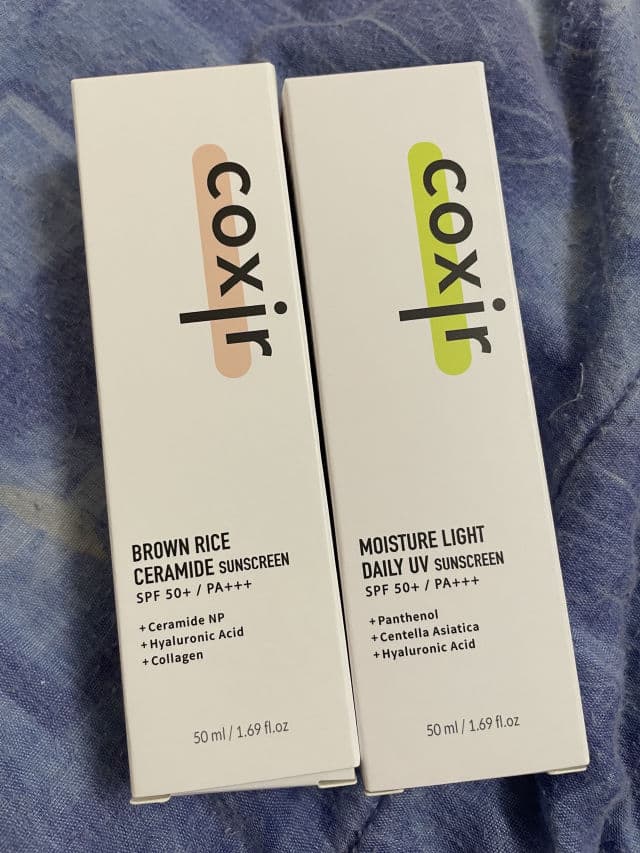 coxir
BROWN RICE
CERAMIDE SUNSCREEN
SPF 50+ / PA+++
+Ceramide NP
+Hyaluronic Acid
+Collagen
50 ml / 1.69 fl.oz
coxir
MOISTURE LIGHT
DAILY UV SUNSCREEN
SPF 50+ / PA+++
+Panthenol
+Centella Asiatica
+Hyaluronic Acid
50 ml / 1.69 fl.oz